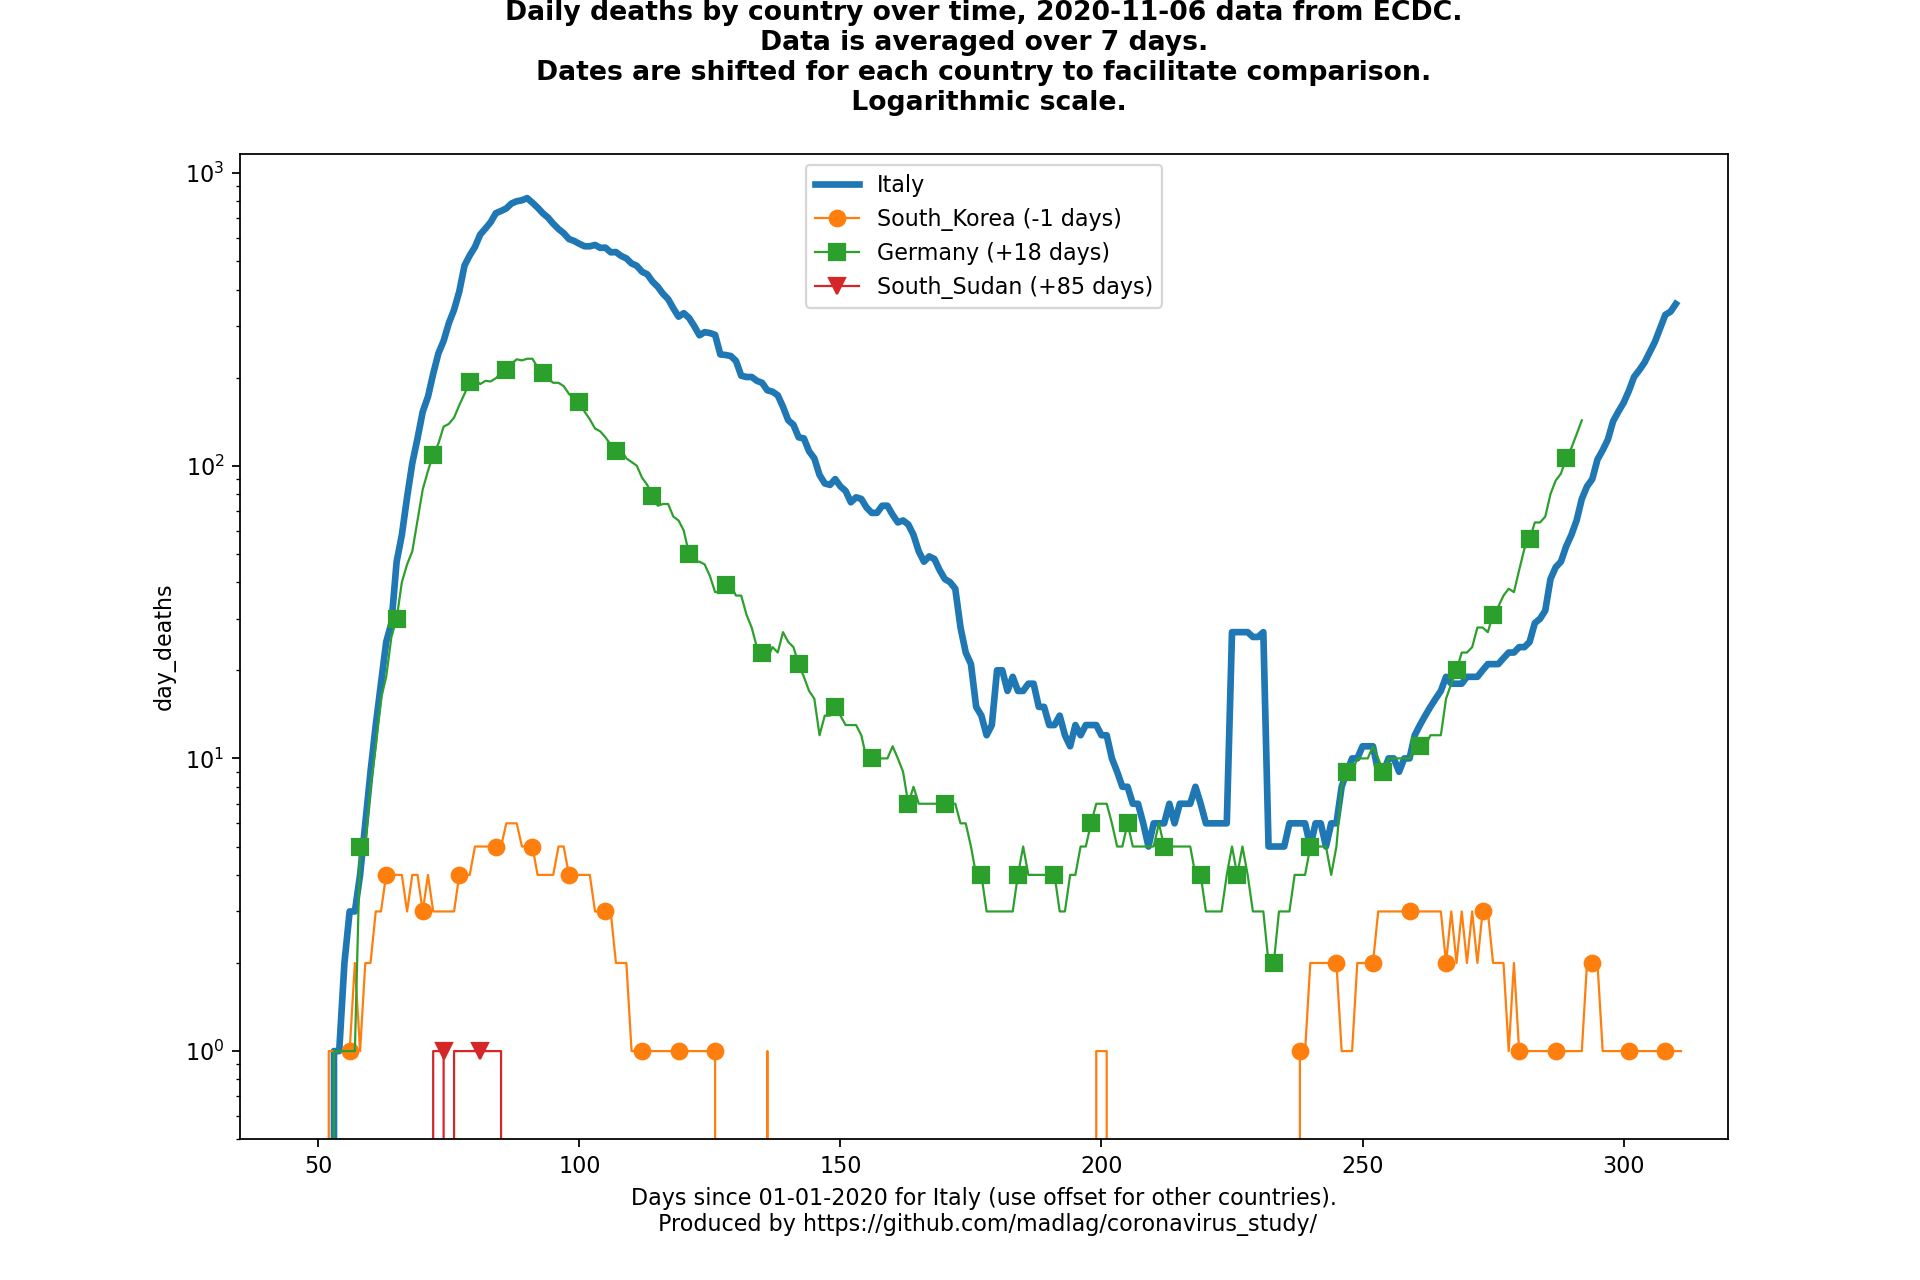 Daily deaths by country over time, 2020-11-06 data from ECDC.
Data is averaged over 7 days.
Dates are shifted for each country to facilitate comparison.
Logarithmic scale.
10³
Italy
South_Korea (-1 days)
Germany (+18 days)
South_Sudan (+85 days)
10²
day_deaths
10¹
10⁰
50 100 150 200 250 300
Days since 01-01-2020 for Italy (use offset for other countries).
Produced by https://github.com/madlag/coronavirus_study/